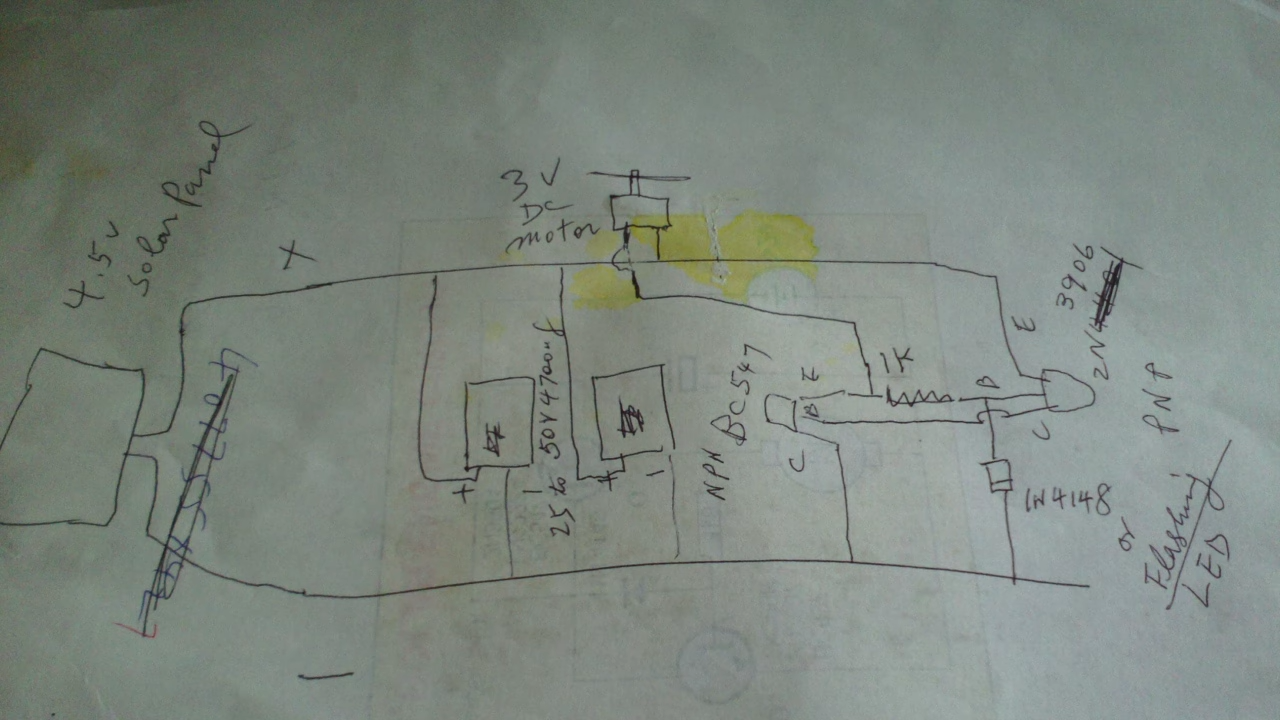 4.5v
Solar Panel
+
3V
DC
motor
+
25 to 50V 4700uf
+
-
NPN BC547
E
B
C
1K
B
E
C
2N
3906
PNP
1N4148
or
Flashing
LED
-